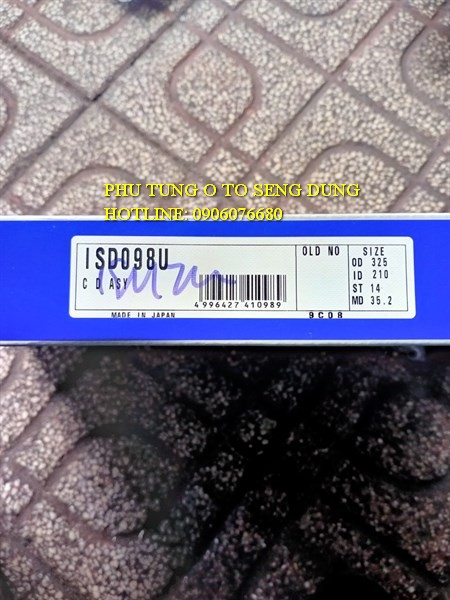 PHU TUNG O TO SENG DUNG
HOTLINE: 0906076680
ISD098U
C D ASY
4996427 410989
MADE IN JAPAN
OLD NO
9C08
SIZE
OD 325
ID 210
ST 14
MD 35.2